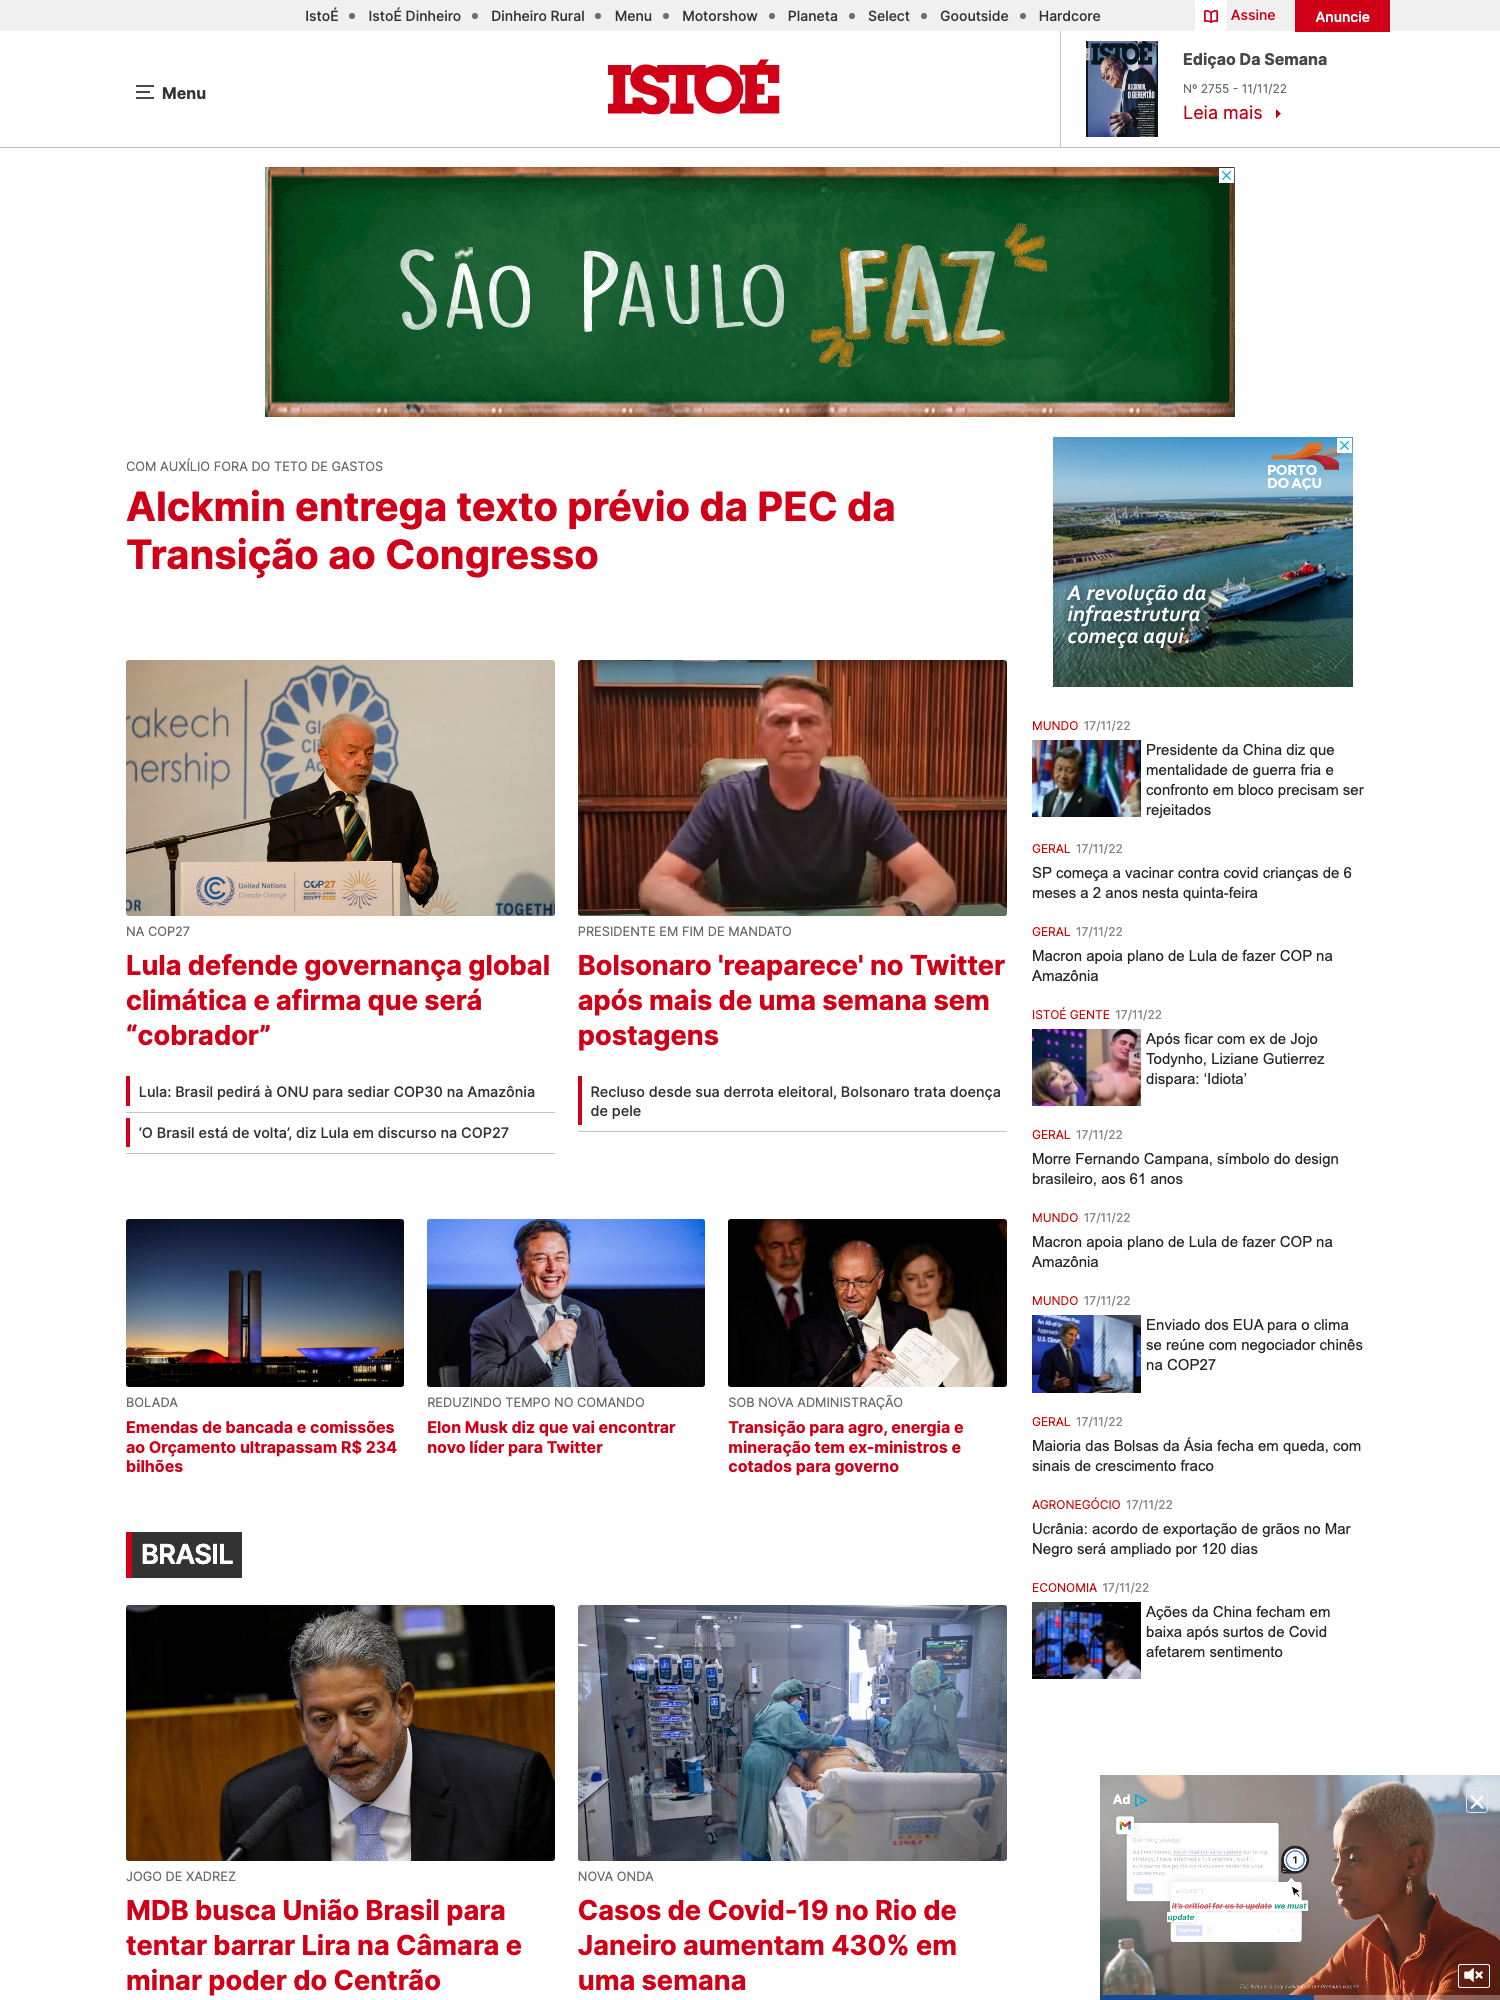 IstoÉ • IstoÉ Dinheiro • Dinheiro Rural • Menu • Motorshow • Planeta • Select • Gooutside • Hardcore
Assine
Anuncie
Menu
ISTOÉ
ISTOÉ
ALCKMIN,
O GERENTÃO
Ediçao Da Semana
Nº 2755 - 11/11/22
Leia mais
SÃO PAULO FAZ
COM AUXÍLIO FORA DO TETO DE GASTOS
Alckmin entrega texto prévio da PEC da
Transição ao Congresso
PORTO
DO AÇU
A revolução da
infraestrutura
começa aqui.
rakech
nership
United Nations
Climate Change
COP27
EGYPT 2022
TOGETH
NA COP27
Lula defende governança global
climática e afirma que será
“cobrador”
Lula: Brasil pedirá à ONU para sediar COP30 na Amazônia
‘O Brasil está de volta’, diz Lula em discurso na COP27
PRESIDENTE EM FIM DE MANDATO
Bolsonaro 'reaparece' no Twitter
após mais de uma semana sem
postagens
Recluso desde sua derrota eleitoral, Bolsonaro trata doença
de pele
BOLADA
Emendas de bancada e comissões
ao Orçamento ultrapassam R$ 234
bilhões
REDUZINDO TEMPO NO COMANDO
Elon Musk diz que vai encontrar
novo líder para Twitter
SOB NOVA ADMINISTRAÇÃO
Transição para agro, energia e
mineração tem ex-ministros e
cotados para governo
BRASIL
JOGO DE XADREZ
MDB busca União Brasil para
tentar barrar Lira na Câmara e
minar poder do Centrão
NOVA ONDA
Casos de Covid-19 no Rio de
Janeiro aumentam 430% em
uma semana
MUNDO 17/11/22
Presidente da China diz que
mentalidade de guerra fria e
confronto em bloco precisam ser
rejeitados
GERAL 17/11/22
SP começa a vacinar contra covid crianças de 6
meses a 2 anos nesta quinta-feira
GERAL 17/11/22
Macron apoia plano de Lula de fazer COP na
Amazônia
ISTOÉ GENTE 17/11/22
Após ficar com ex de Jojo
Todynho, Liziane Gutierrez
dispara: ‘Idiota’
GERAL 17/11/22
Morre Fernando Campana, símbolo do design
brasileiro, aos 61 anos
MUNDO 17/11/22
Macron apoia plano de Lula de fazer COP na
Amazônia
MUNDO 17/11/22
Enviado dos EUA para o clima
se reúne com negociador chinês
na COP27
GERAL 17/11/22
Maioria das Bolsas da Ásia fecha em queda, com
sinais de crescimento fraco
AGRONEGÓCIO 17/11/22
Ucrânia: acordo de exportação de grãos no Mar
Negro será ampliado por 120 dias
ECONOMIA 17/11/22
Ações da China fecham em
baixa após surtos de Covid
afetarem sentimento
Ad
1
it's critical for us to update we must
update